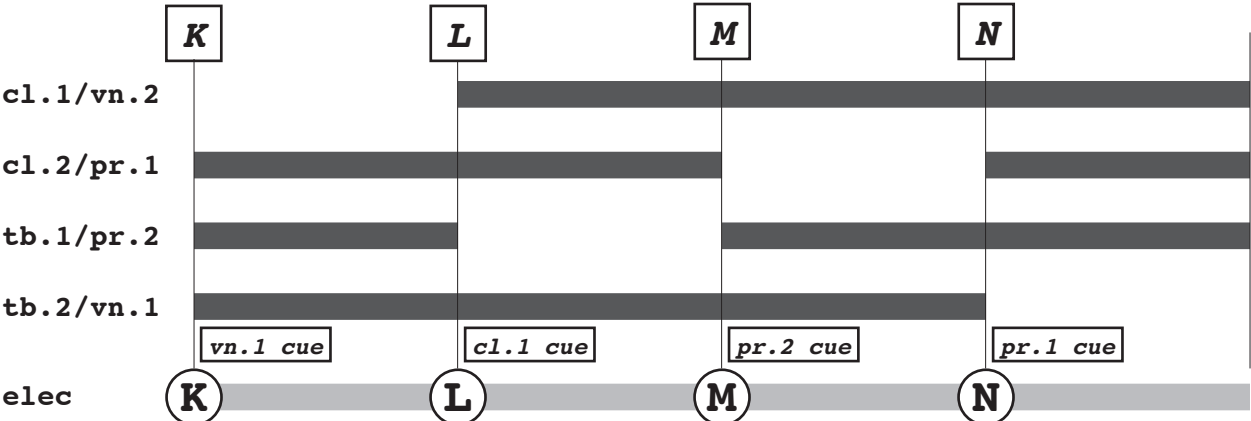 K L M N
cl.1/vn.2
cl.2/pr.1
tb.1/pr.2
tb.2/vn.1
vn.1 cue cl.1 cue pr.2 cue pr.1 cue
elec K L M N